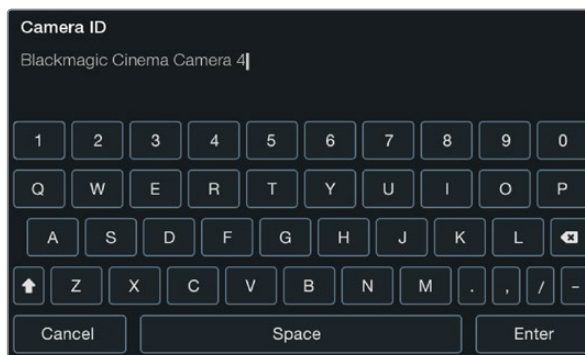 Camera ID
Blackmagic Cinema Camera 4
1 2 3 4 5 6 7 8 9 0
Q W E R T Y U I O P
A S D F G H J K L
Z X C V B N M . , / -
Cancel Space Enter